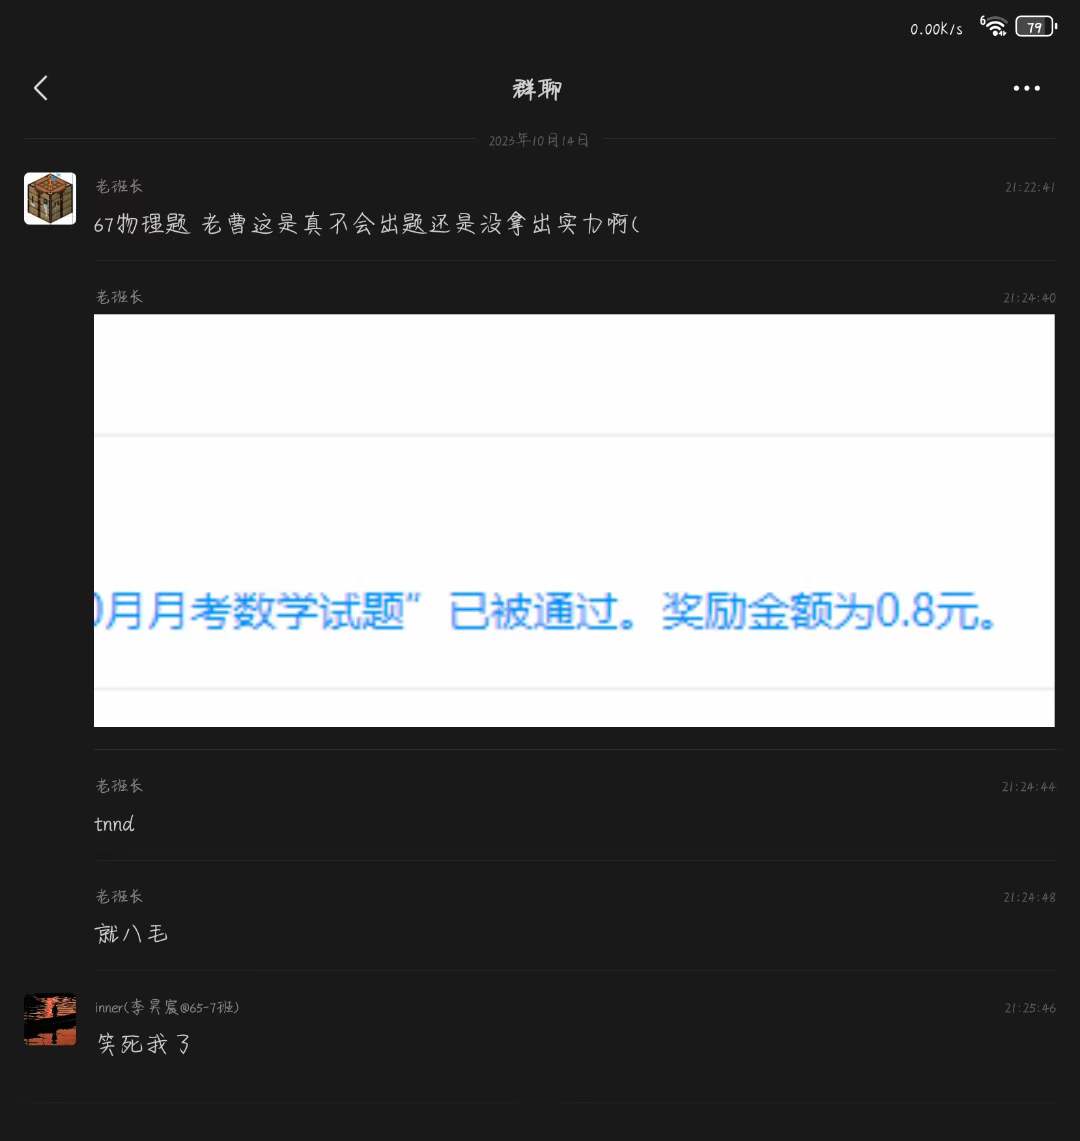 0.00K/s 6 79
群聊
2023年10月14日
老班长 21:22:41
67物理题 老曹这是真不会出题还是没拿出实力啊(
老班长 21:24:40
0月月考数学试题”已被通过。奖励金额为0.8元。
老班长 21:24:44
tnnd
老班长 21:24:48
就八毛
inner(李昊宸@65-7班) 21:25:46
笑死我了